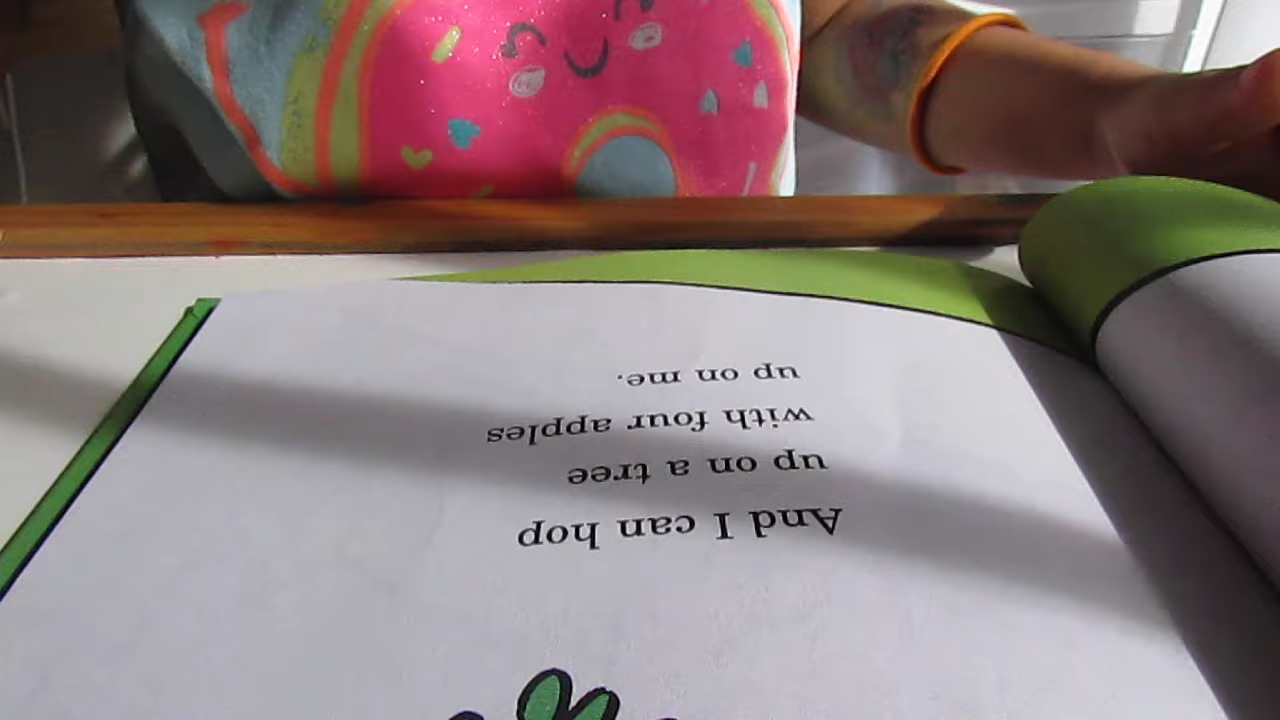 And I can hop
up on a tree
with four apples
up on me.